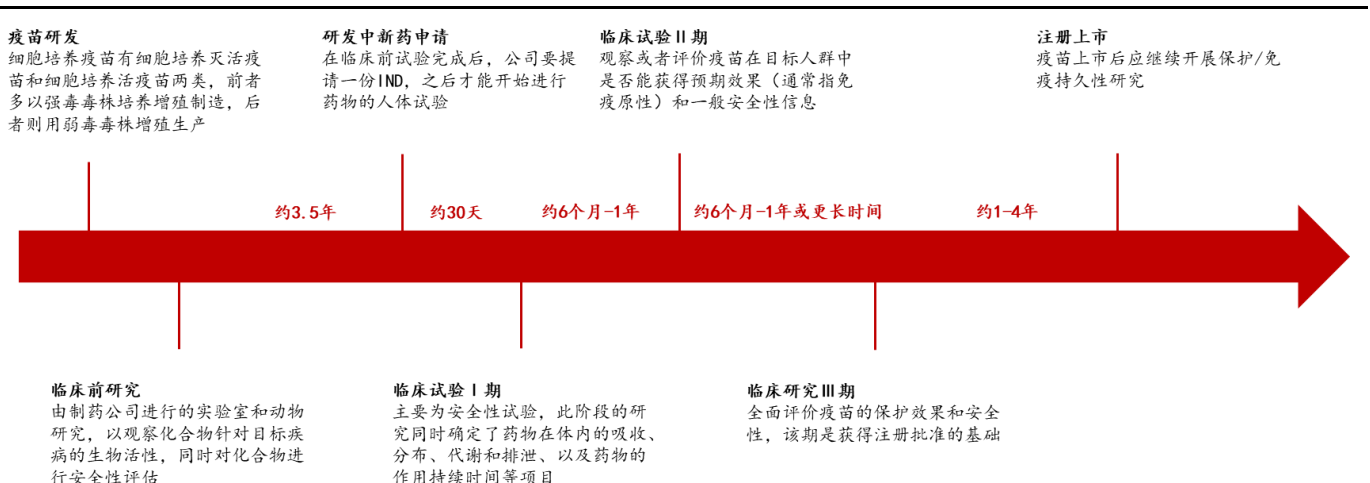 疫苗研发
细胞培养疫苗有细胞培养灭活疫
苗和细胞培养活疫苗两类，前者
多以强毒毒株培养增殖制造，后
者则用弱毒毒株增殖生产
研发中新药申请
在临床前试验完成后，公司要提
请一份IND，之后才能开始进行
药物的人体试验
临床试验Ⅱ期
观察或者评价疫苗在目标人群中
是否能获得预期效果（通常指免
疫原性）和一般安全性信息
注册上市
疫苗上市后应继续开展保护/免
疫持久性研究
约3.5年
约30天
约6个月-1年
约6个月-1年或更长时间
约1-4年
临床前研究
由制药公司进行的实验室和动物
研究，以观察化合物针对目标疾
病的生物活性，同时对化合物进
行安全性评估
临床试验Ⅰ期
主要为安全性试验，此阶段的研
究同时确定了药物在体内的吸收、
分布、代谢和排泄、以及药物的
作用持续时间等项目
临床研究Ⅲ期
全面评价疫苗的保护效果和安全
性，该期是获得注册批准的基础